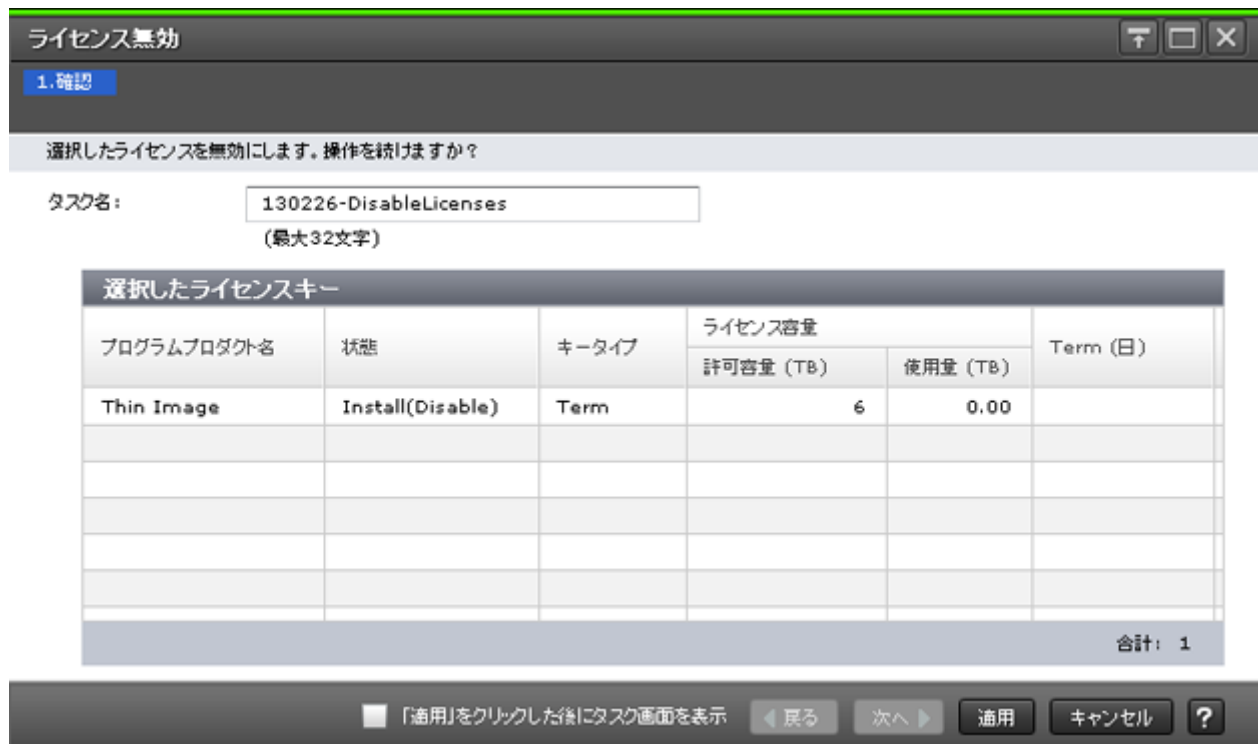 ライセンス無効
1.確認
選択したライセンスを無効にします。操作を続けますか？
タスク名： 130226-DisableLicenses
(最大32文字)
選択したライセンスキー
プログラムプロダクト名 状態 キータイプ ライセンス容量 Term (日)
許可容量 (TB) 使用量 (TB)
Thin Image Install(Disable) Term 6 0.00
合計： 1
「適用」をクリックした後にタスク画面を表示 戻る 次へ 適用 キャンセル ?